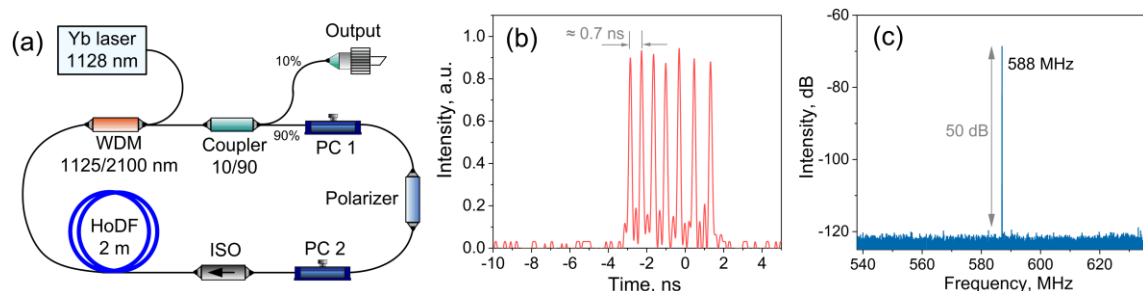 (a)
Yb laser
1128 nm
Output
10%
90%
WDM
1125/2100 nm
Coupler
10/90
PC 1
Polarizer
HoDF
2 m
ISO
PC 2
(b)
≈ 0.7 ns
Intensity, a.u.
1.0
0.8
0.6
0.4
0.2
0.0
-10 -8 -6 -4 -2 0 2 4
Time, ns
(c)
588 MHz
50 dB
Intensity, dB
-60
-80
-100
-120
540 560 580 600 620
Frequency, MHz